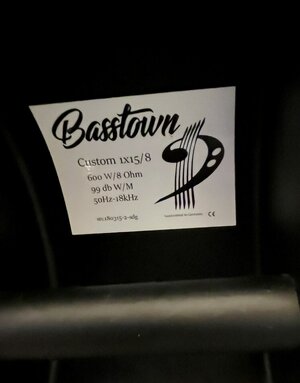 Basstown
Custom 1x15/8
600 W/8 Ohm
99 db W/M
50Hz-18kHz
CE